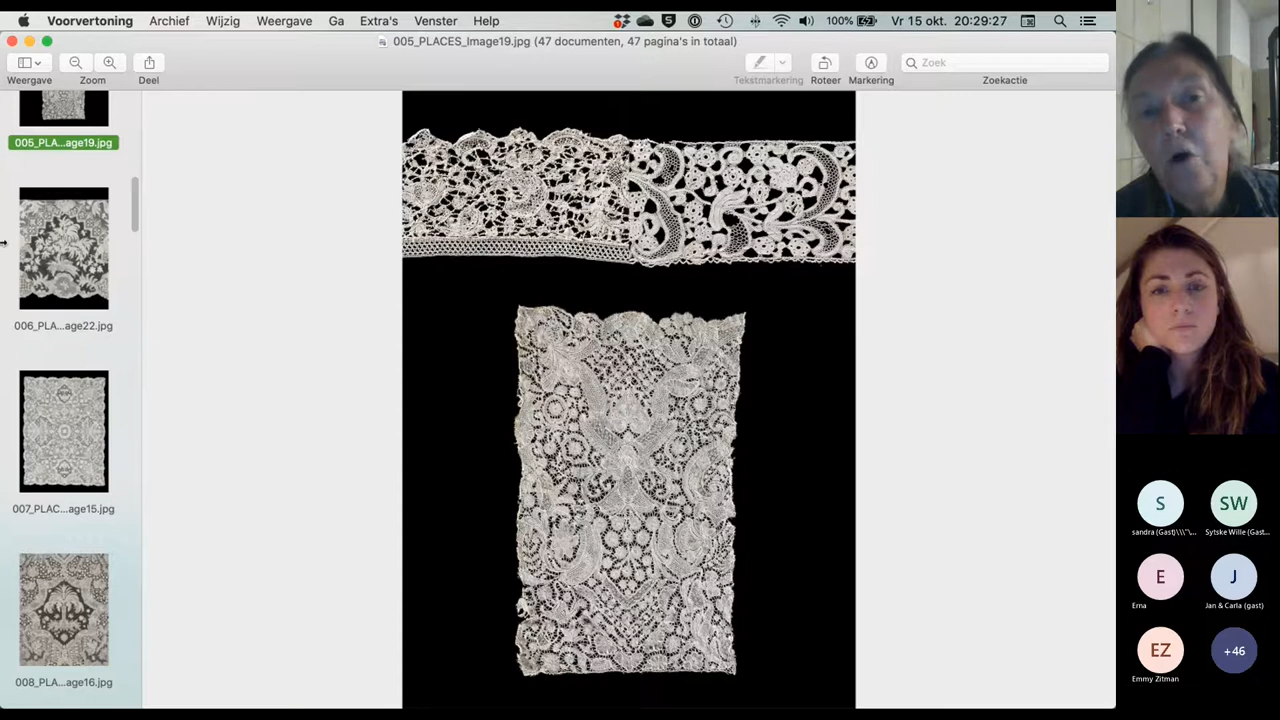 Voorvertoning Archief Wijzig Weergave Ga Extra's Venster Help 100% Vr 15 okt. 20:29:27
005_PLACES_Image19.jpg (47 documenten, 47 pagina's in totaal)
Zoek
Weergave Zoom Deel Tekstmarkering Roteer Markering Zoekactie
005_PLA...age19.jpg
006_PLA...age22.jpg
007_PLAC...age15.jpg
008_PLA...age16.jpg
S SW
sandra (Gast)\\\"\... Sytske Wille (Gast...
E J
Erna Jan & Carla (gast)
EZ +46
Emmy Zitman